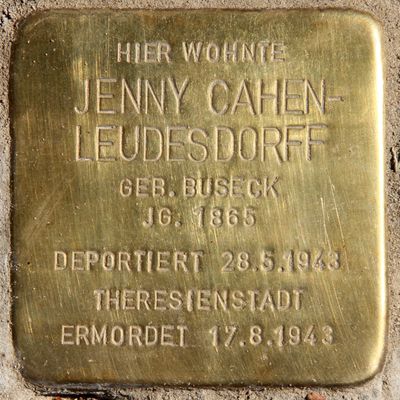 HIER WOHNTE
JENNY CAHEN-
LEUDESDORFF
GEB. BUSECK
JG. 1865
DEPORTIERT 28.5.1943
THERESIENSTADT
ERMORDET 17.8.1943